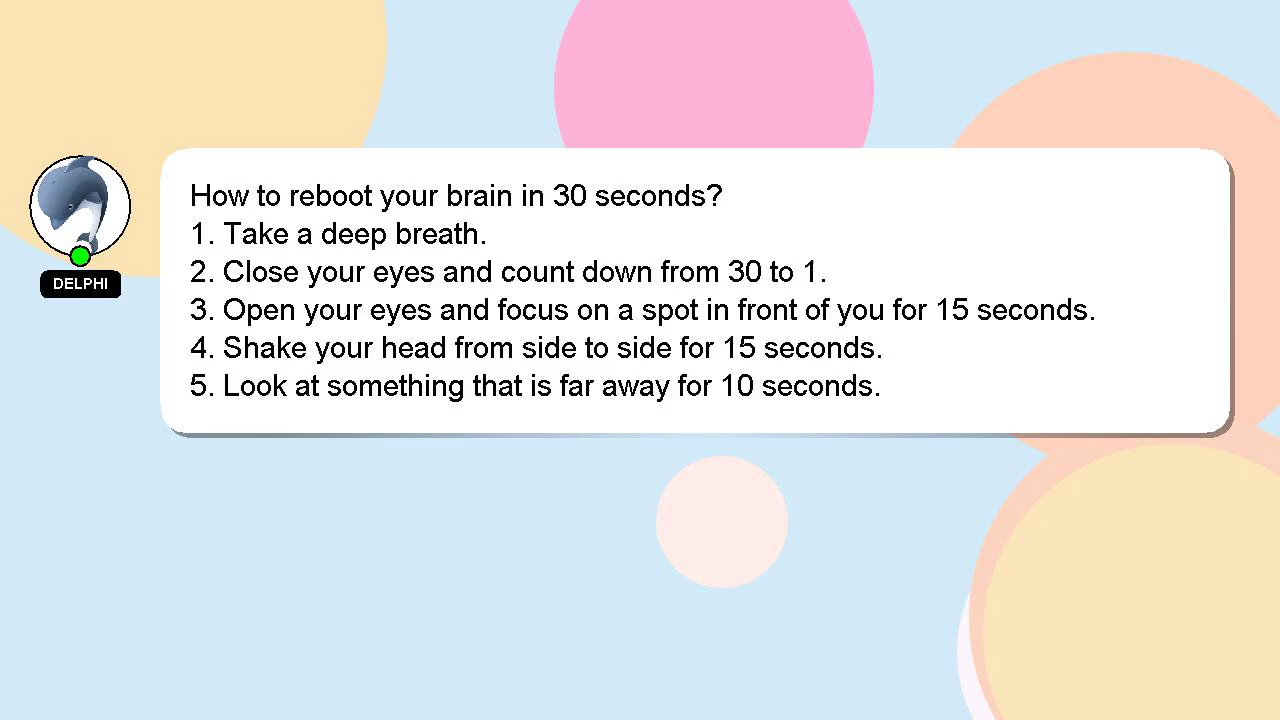 How to reboot your brain in 30 seconds?
1. Take a deep breath.
2. Close your eyes and count down from 30 to 1.
3. Open your eyes and focus on a spot in front of you for 15 seconds.
4. Shake your head from side to side for 15 seconds.
5. Look at something that is far away for 10 seconds.
DELPHI